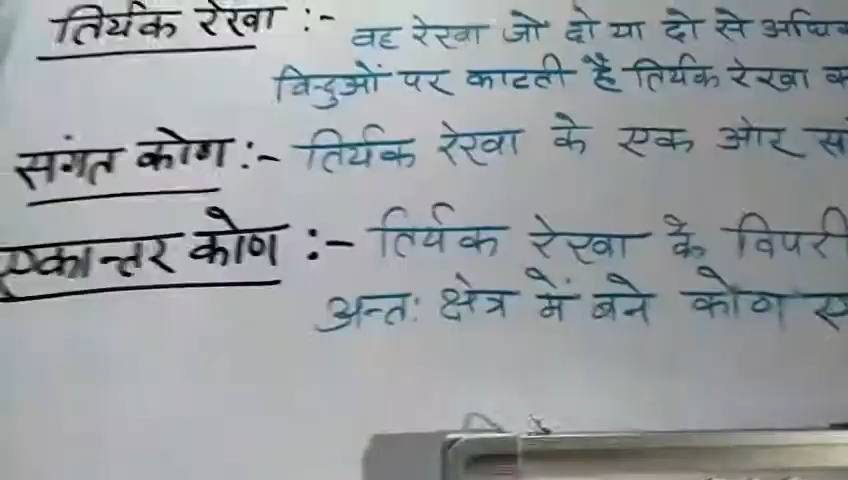 तिर्यक रेखा :- वह रेखा जो दो या दो से
बिन्दुओं पर काटती है तिर्यक रेखा
संगत कोण :- तिर्यक रेखा के एक ओर
एकान्तर कोण :- तिर्यक रेखा के
अन्तः क्षेत्र में बने कोण